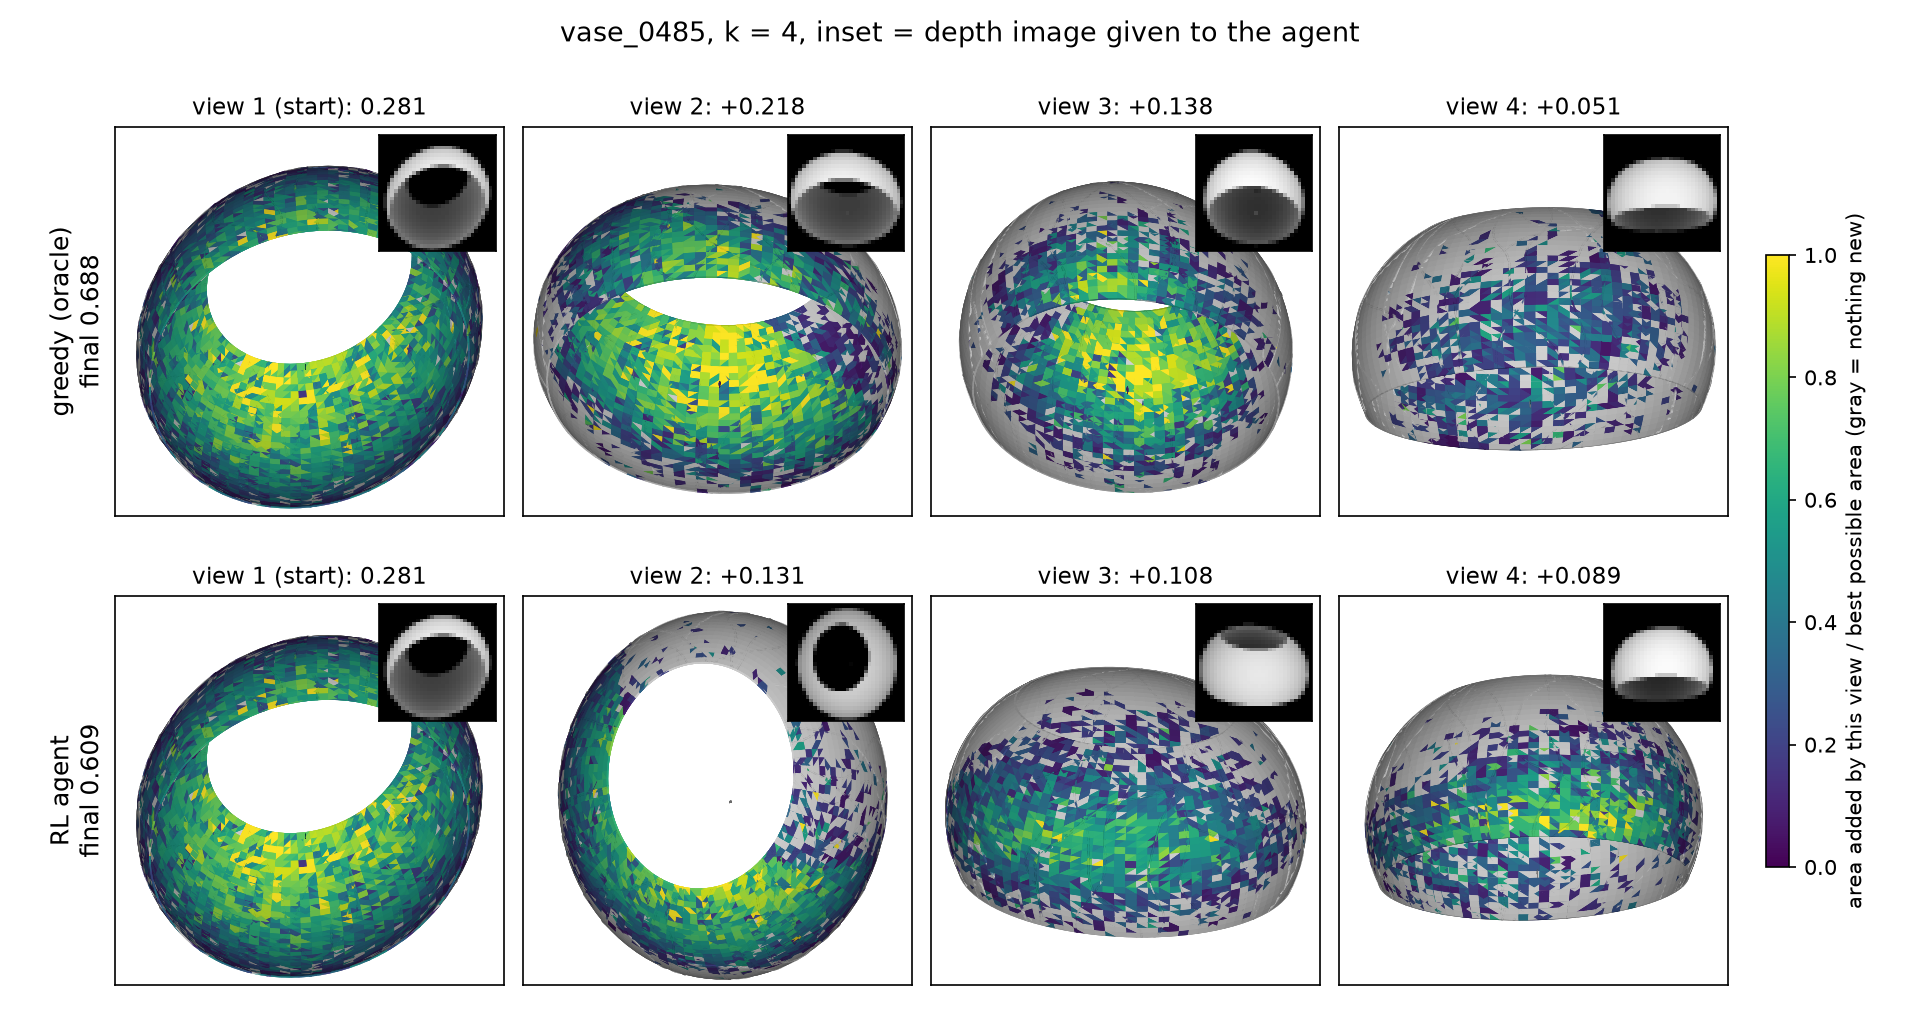 vase_0485, k = 4, inset = depth image given to the agent
view 1 (start): 0.281
view 2: +0.218
view 3: +0.138
view 4: +0.051
greedy (oracle)
final 0.688
view 1 (start): 0.281
view 2: +0.131
view 3: +0.108
view 4: +0.089
RL agent
final 0.609
1.0
0.8
0.6
0.4
0.2
0.0
area added by this view / best possible area (gray = nothing new)